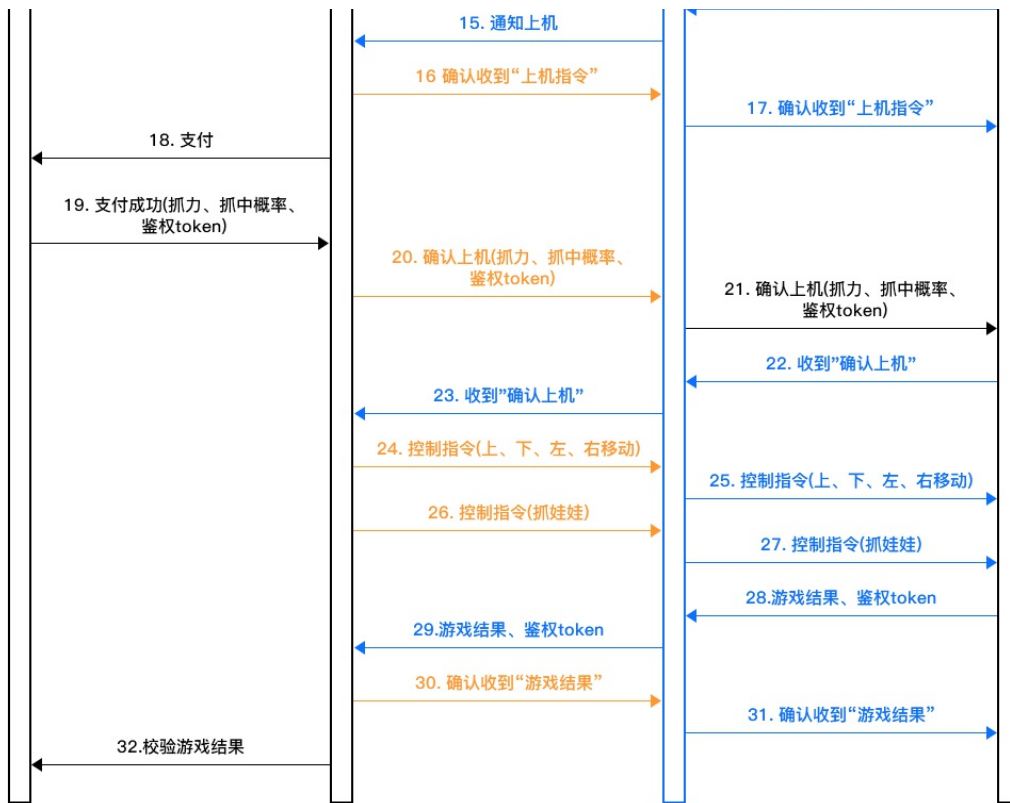 15. 通知上机
16 确认收到“上机指令”
17. 确认收到“上机指令”
18. 支付
19. 支付成功(抓力、抓中概率、
鉴权token)
20. 确认上机(抓力、抓中概率、
鉴权token)
21. 确认上机(抓力、抓中概率、
鉴权token)
22. 收到”确认上机”
23. 收到”确认上机”
24. 控制指令(上、下、左、右移动)
25. 控制指令(上、下、左、右移动)
26. 控制指令(抓娃娃)
27. 控制指令(抓娃娃)
28.游戏结果、鉴权token
29.游戏结果、鉴权token
30. 确认收到“游戏结果”
31. 确认收到“游戏结果”
32.校验游戏结果